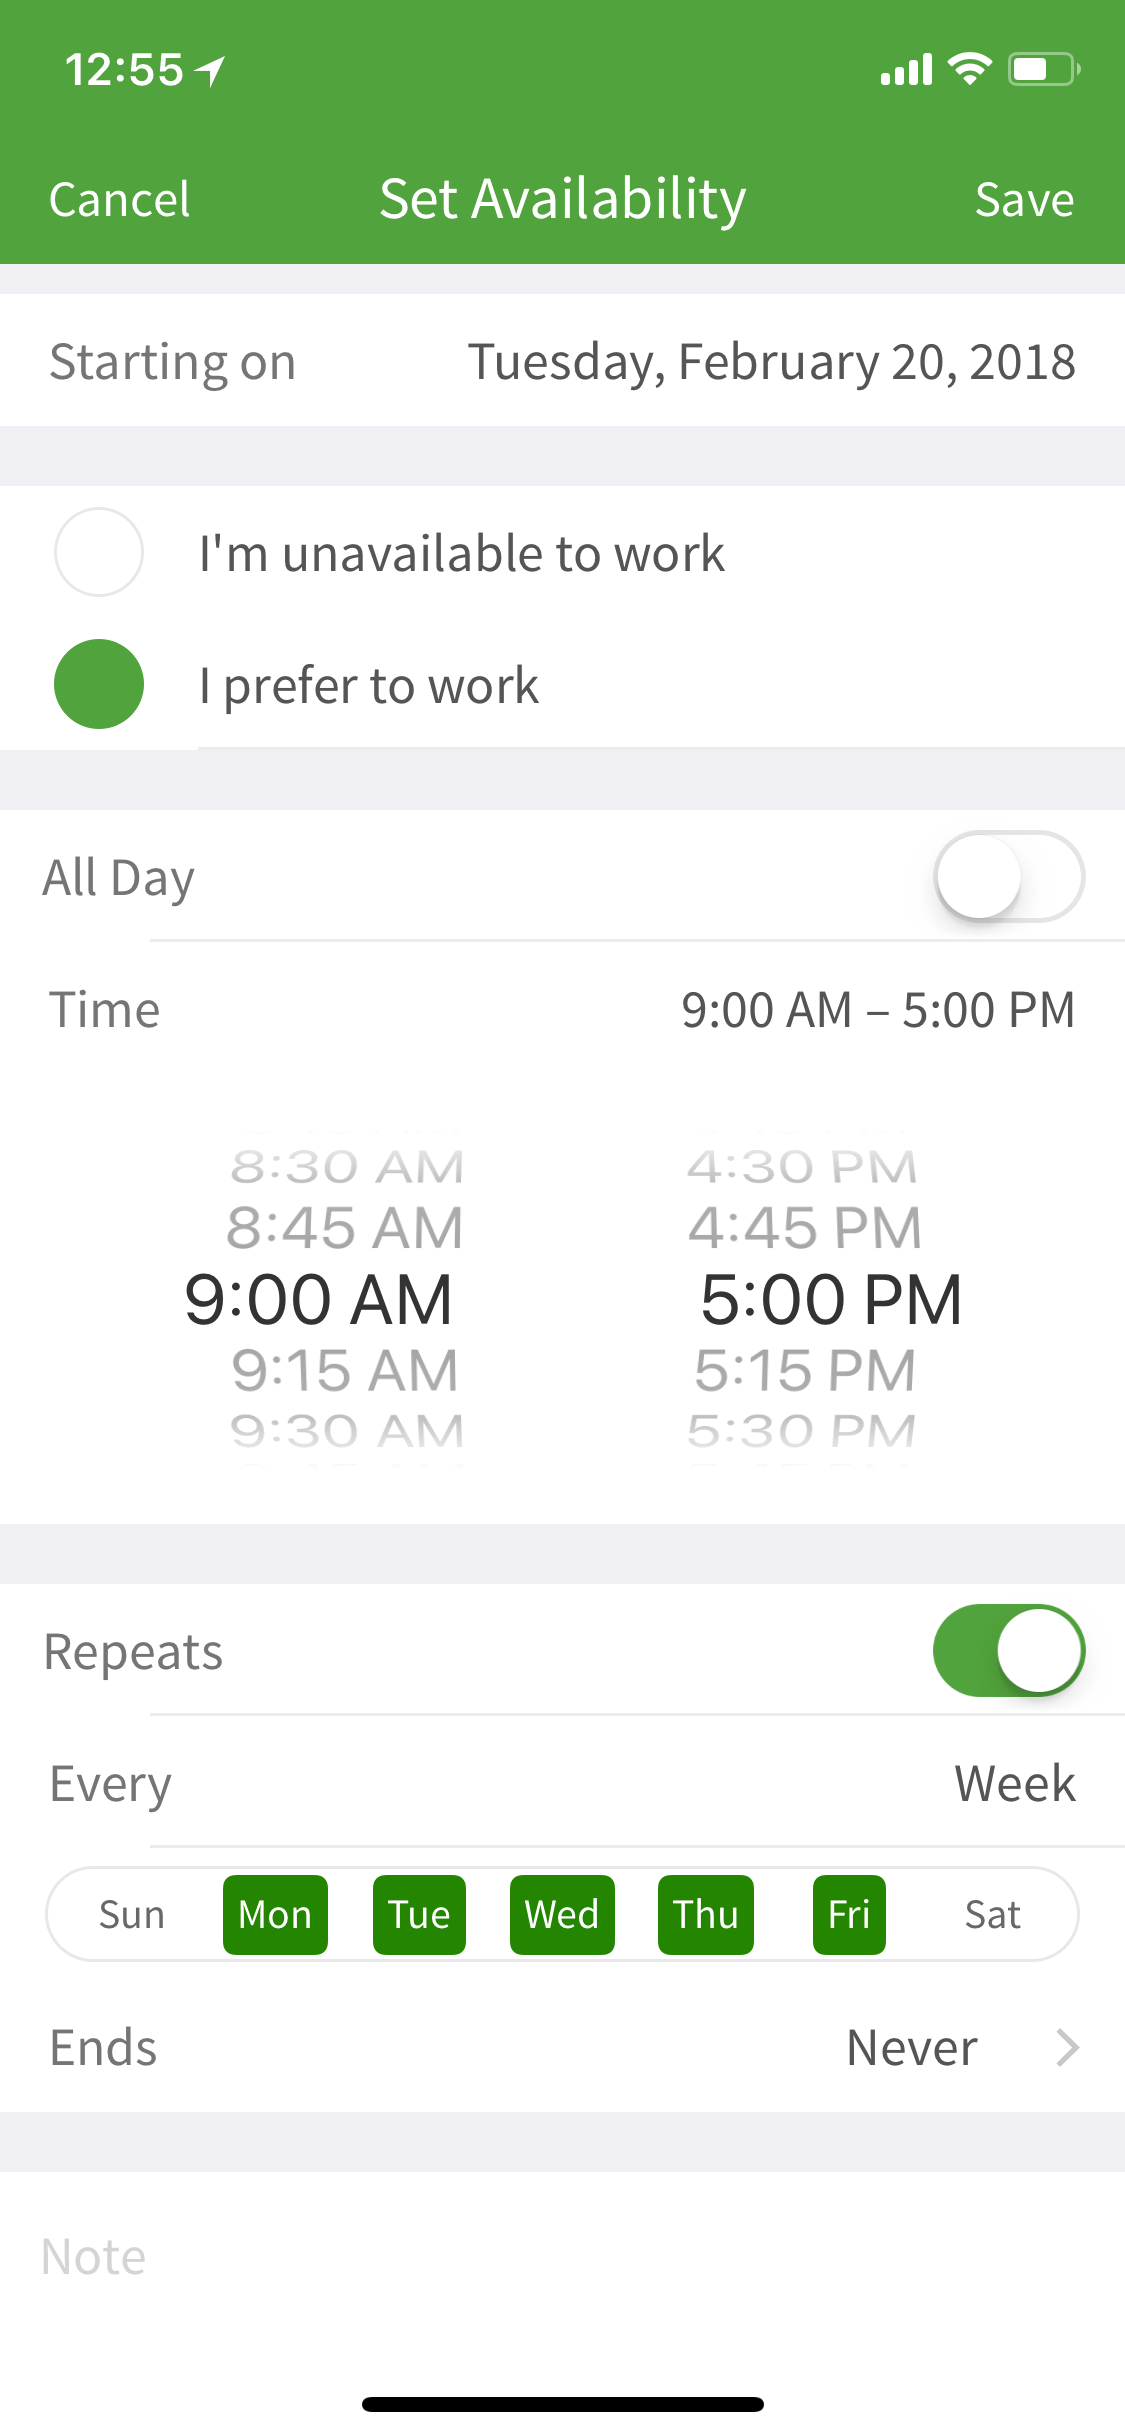 12:55
Cancel Set Availability Save
Starting on Tuesday, February 20, 2018
I'm unavailable to work
I prefer to work
All Day
Time 9:00 AM – 5:00 PM
8:30 AM 4:30 PM
8:45 AM 4:45 PM
9:00 AM 5:00 PM
9:15 AM 5:15 PM
9:30 AM 5:30 PM
Repeats
Every Week
Sun Mon Tue Wed Thu Fri Sat
Ends Never
Note